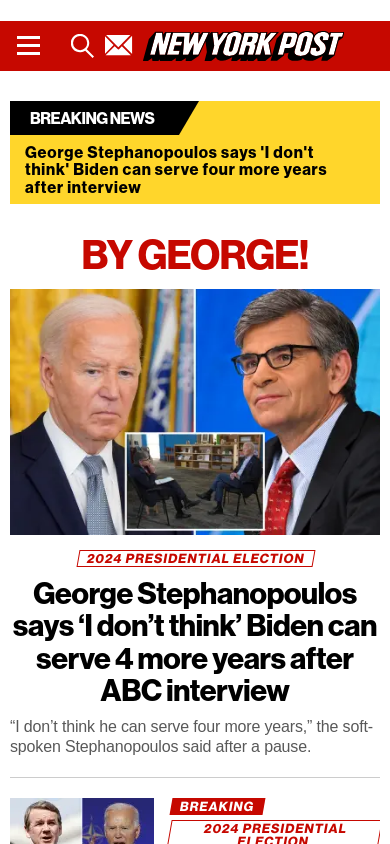 NEW YORK POST
BREAKING NEWS
George Stephanopoulos says 'I don't
think' Biden can serve four more years
after interview
BY GEORGE!
2024 PRESIDENTIAL ELECTION
George Stephanopoulos
says ‘I don’t think’ Biden can
serve 4 more years after
ABC interview
“I don’t think he can serve four more years,” the soft-
spoken Stephanopoulos said after a pause.
BREAKING
2024 PRESIDENTIAL
ELECTION